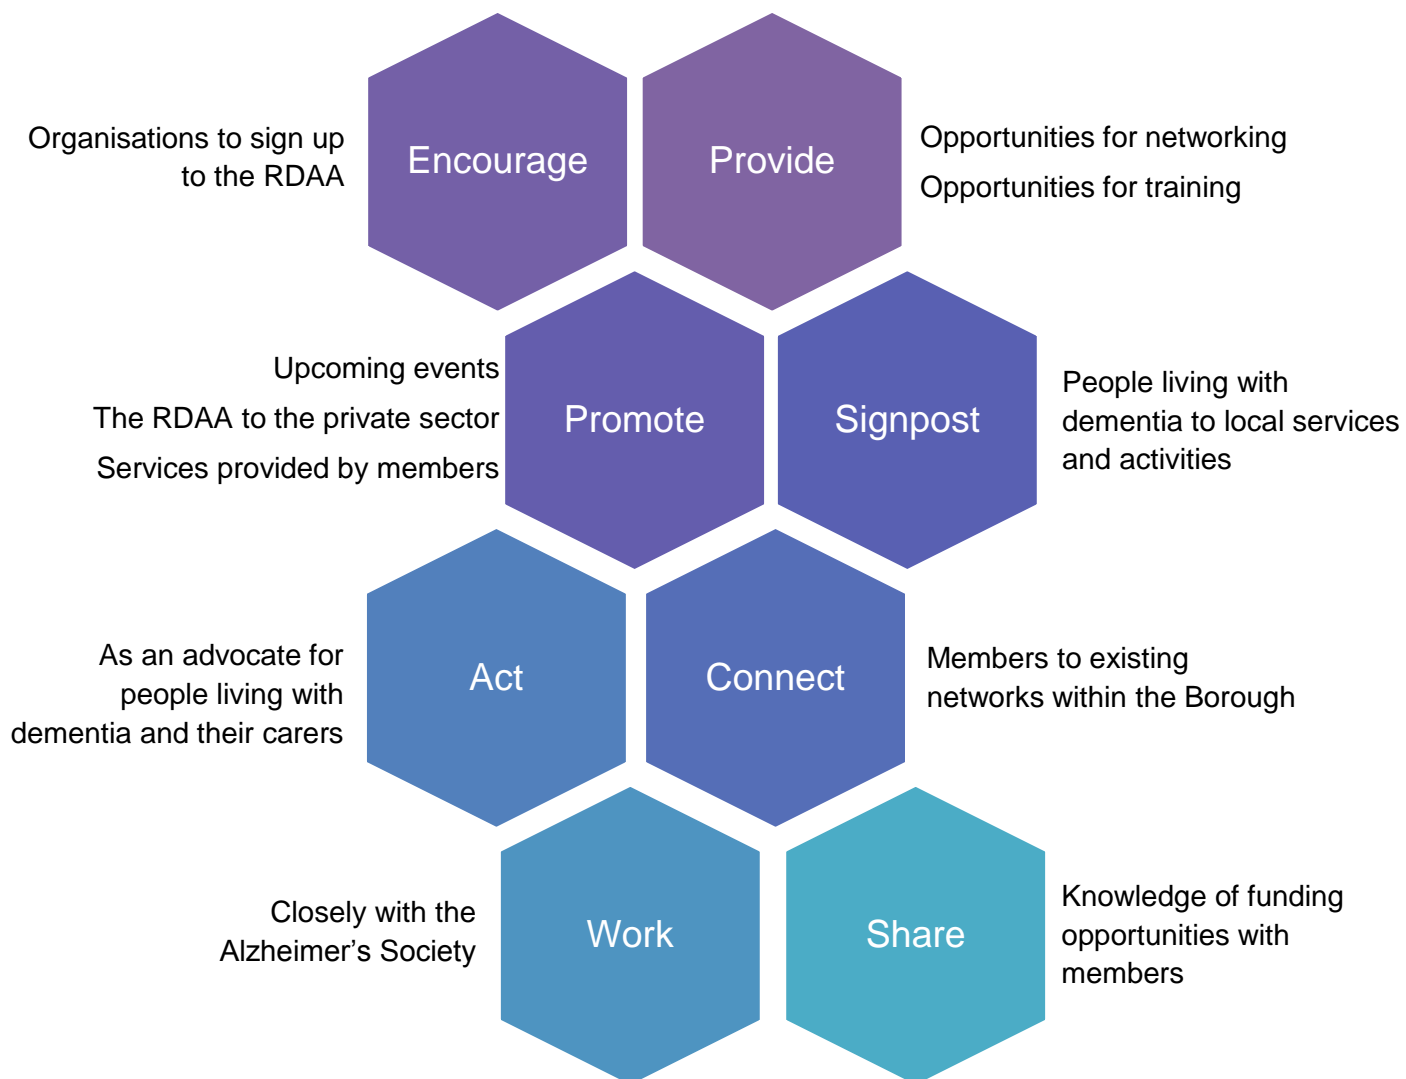 Organisations to sign up
to the RDAA
Encourage
Provide
Opportunities for networking
Opportunities for training
Upcoming events
The RDAA to the private sector
Services provided by members
Promote
Signpost
People living with
dementia to local services
and activities
As an advocate for
people living with
dementia and their carers
Act
Connect
Members to existing
networks within the Borough
Closely with the
Alzheimer’s Society
Work
Share
Knowledge of funding
opportunities with
members